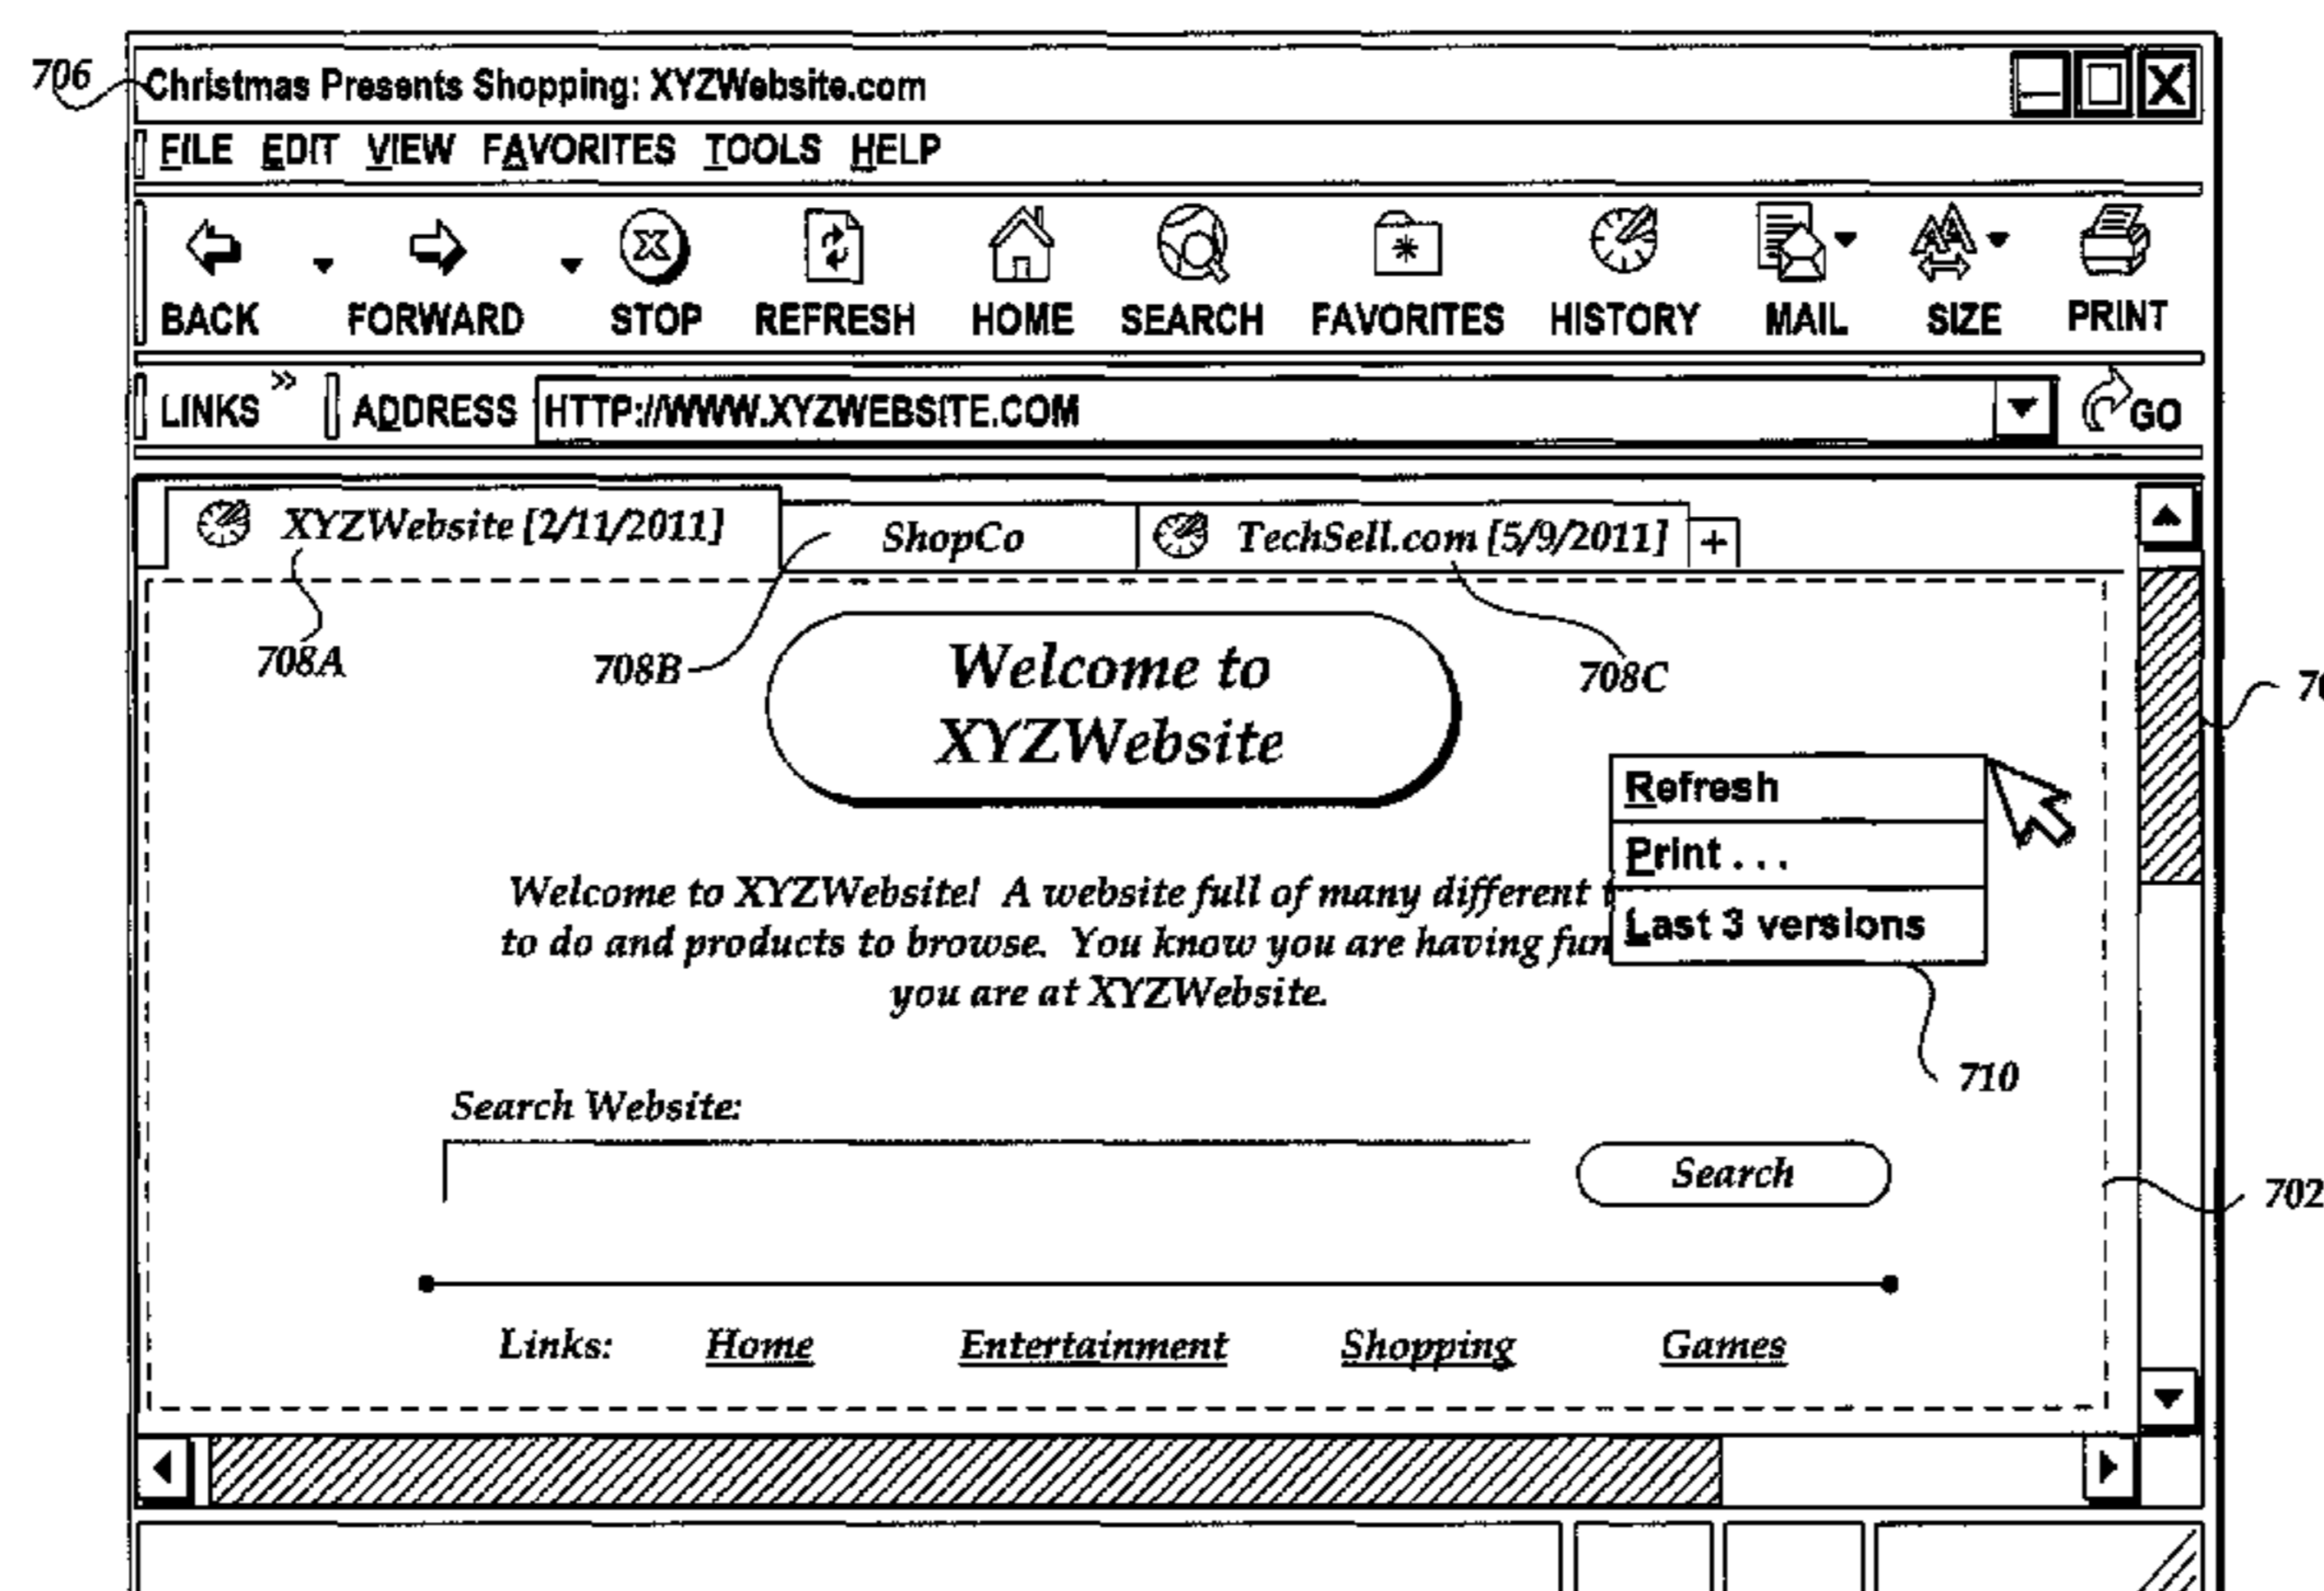 706 Christmas Presents Shopping: XYZWebsite.com
FILE EDIT VIEW FAVORITES TOOLS HELP
BACK FORWARD STOP REFRESH HOME SEARCH FAVORITES HISTORY MAIL SIZE PRINT
LINKS » ADDRESS HTTP://WWW.XYZWEBSITE.COM GO
XYZWebsite [2/11/2011] ShopCo TechSell.com [5/9/2011] +
708A 708B 708C
Welcome to
XYZWebsite
Refresh
Print . . .
Last 3 versions
Welcome to XYZWebsite! A website full of many different
to do and products to browse. You know you are having fun
you are at XYZWebsite.
710
Search Website:
Search
702
Links: Home Entertainment Shopping Games